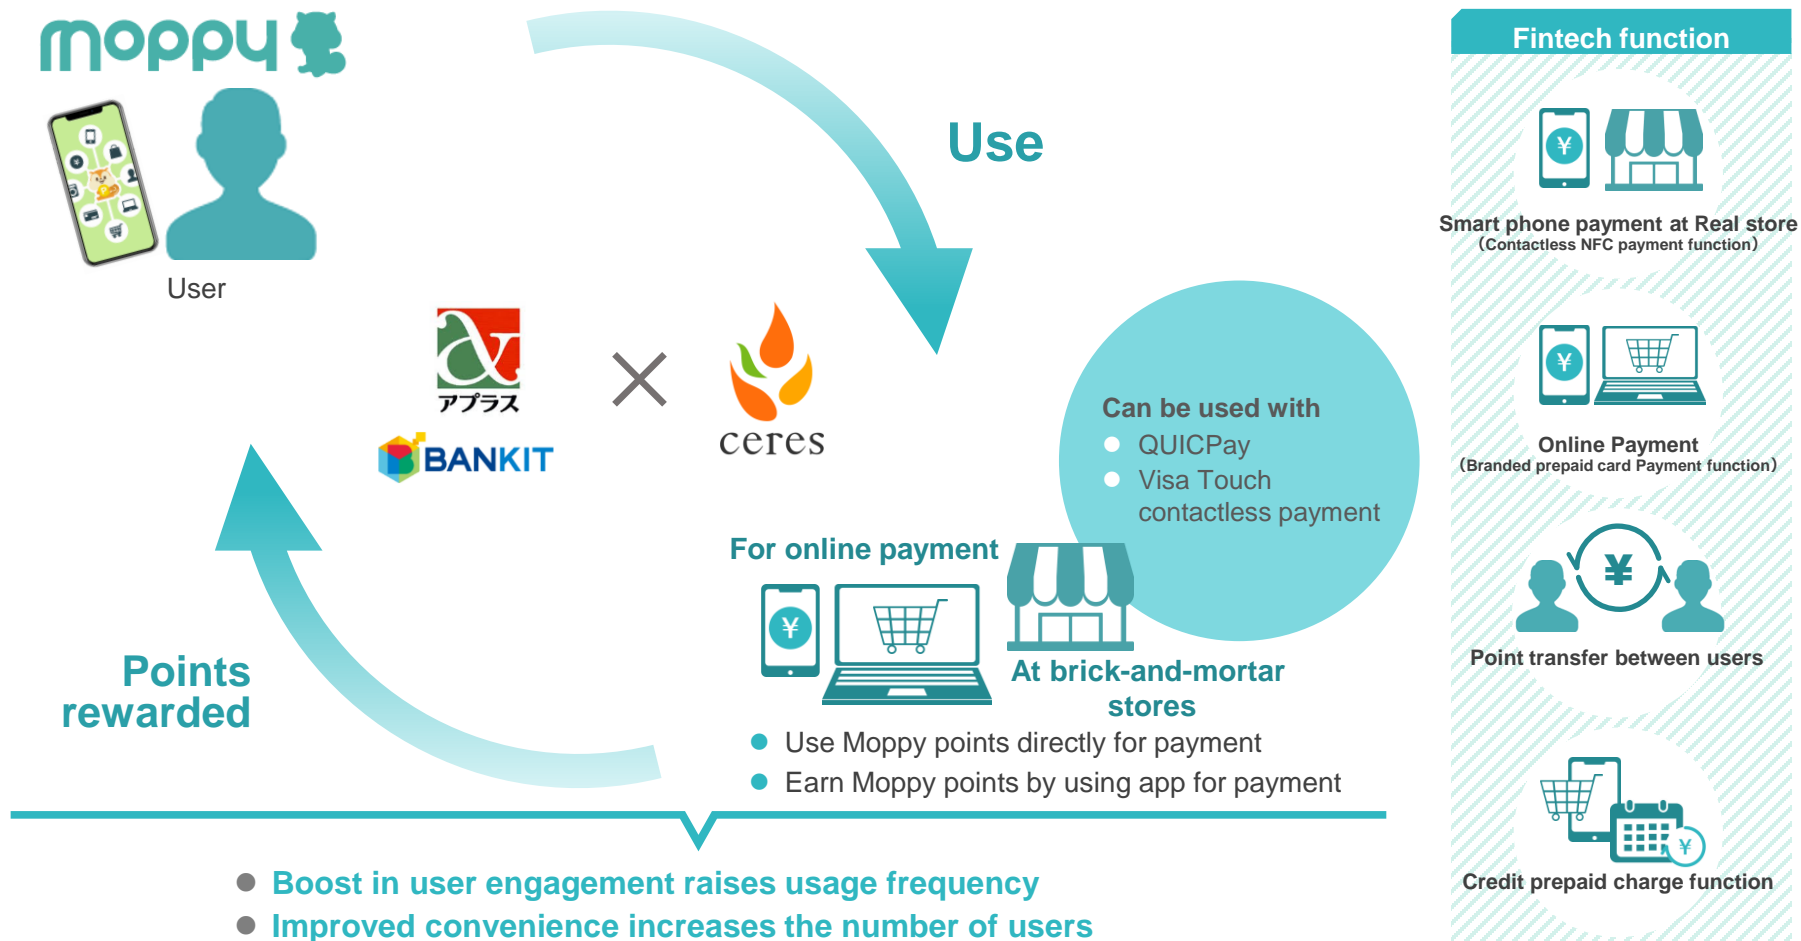 moppy
User
Use
アプラス
BANKIT
ceres
Can be used with
QUICPay
Visa Touch
contactless payment
For online payment
¥
At brick-and-mortar
stores
Use Moppy points directly for payment
Earn Moppy points by using app for payment
Points
rewarded
Boost in user engagement raises usage frequency
Improved convenience increases the number of users
Fintech function
¥
Smart phone payment at Real store
(Contactless NFC payment function)
¥
Online Payment
(Branded prepaid card Payment function)
¥
Point transfer between users
¥
Credit prepaid charge function